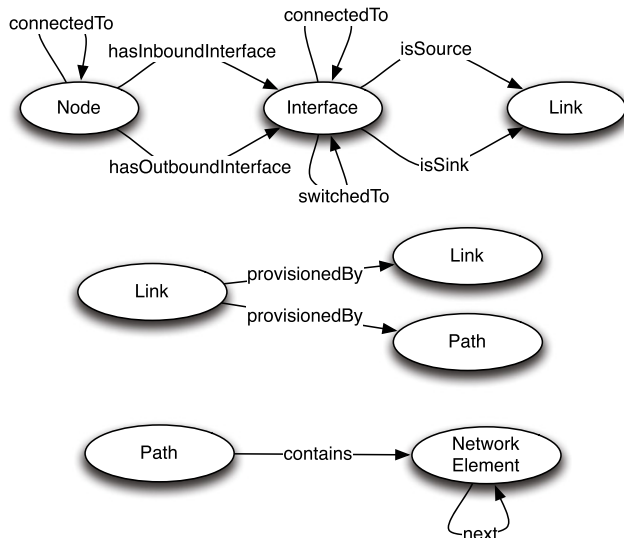 connectedTo
connectedTo
hasInboundInterface
isSource
Node
Interface
Link
hasOutboundInterface
isSink
switchedTo
Link
provisionedBy
Link
provisionedBy
Path
Path
contains
Network
Element
next